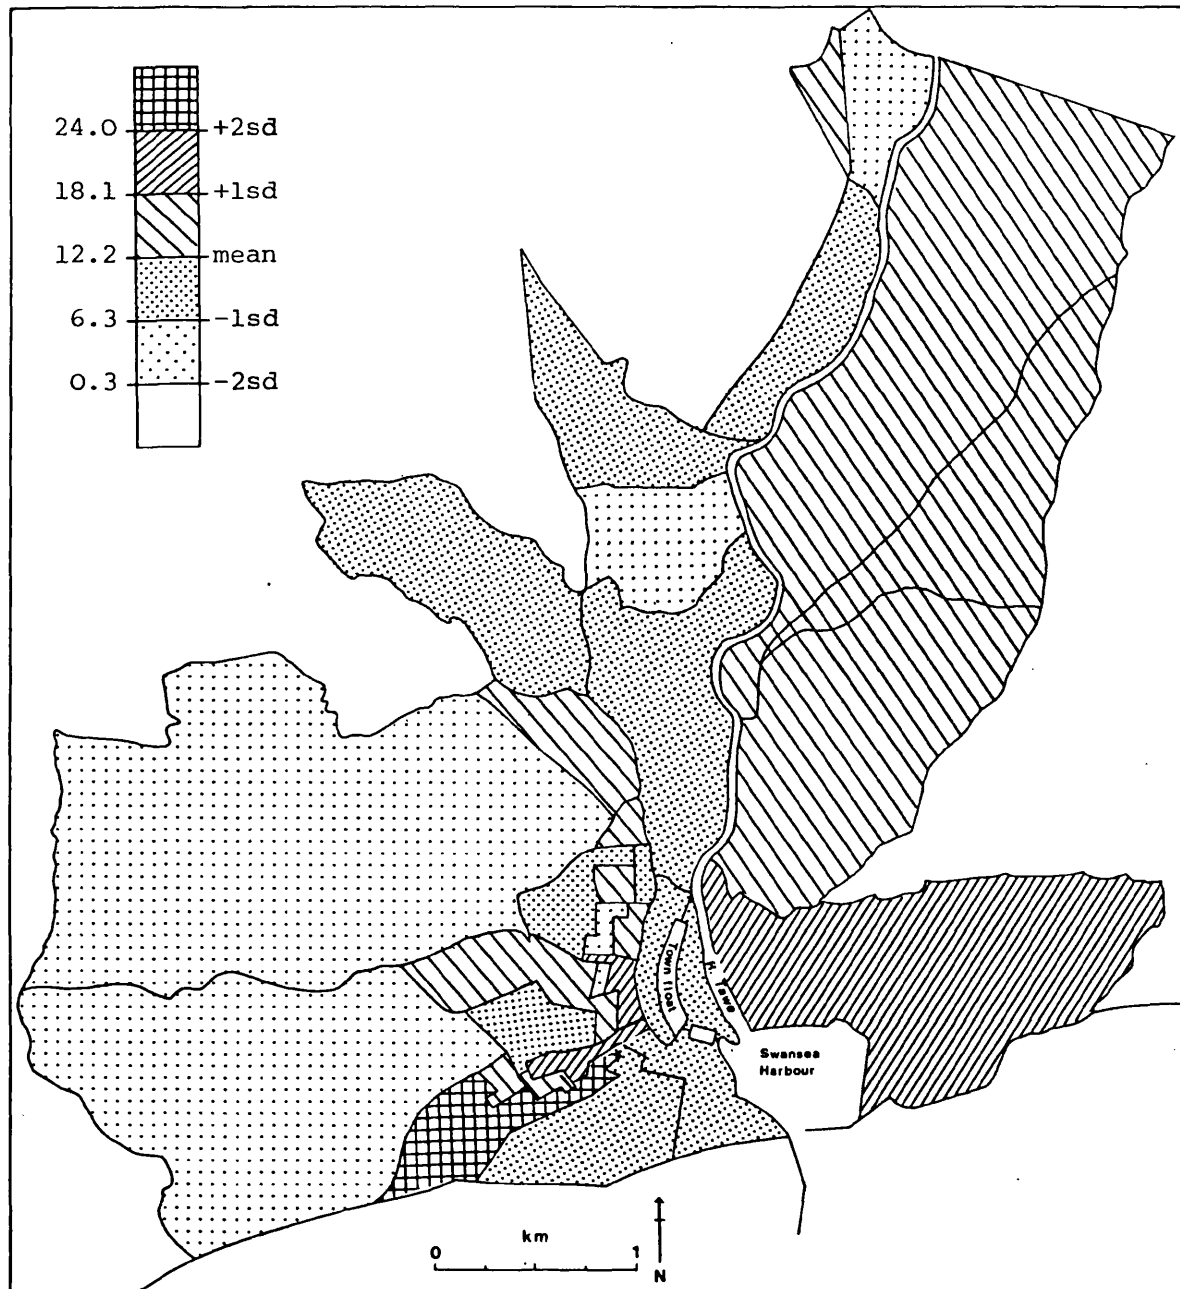 24.0 +2sd
18.1 +1sd
12.2 mean
6.3 -1sd
0.3 -2sd
Town Float
R. Tawe
Swansea
Harbour
km
0 1
N